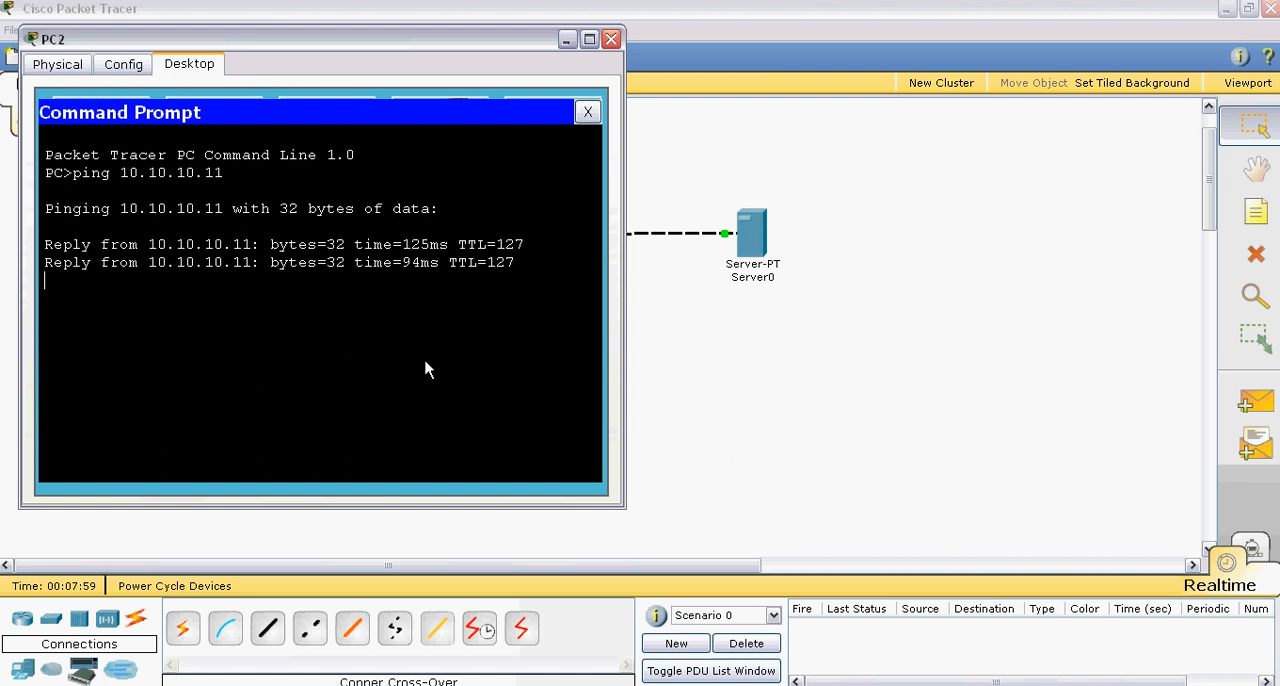 Cisco Packet Tracer
PC2
Physical Config Desktop
New Cluster Move Object Set Tiled Background Viewport
Command Prompt X
Packet Tracer PC Command Line 1.0
PC>ping 10.10.10.11
Pinging 10.10.10.11 with 32 bytes of data:
Reply from 10.10.10.11: bytes=32 time=125ms TTL=127
Reply from 10.10.10.11: bytes=32 time=94ms TTL=127
Server-PT
Server0
Time: 00:07:59 Power Cycle Devices
Realtime
Connections
Copper Cross-Over
Scenario 0
New Delete
Toggle PDU List Window
Fire Last Status Source Destination Type Color Time (sec) Periodic Num